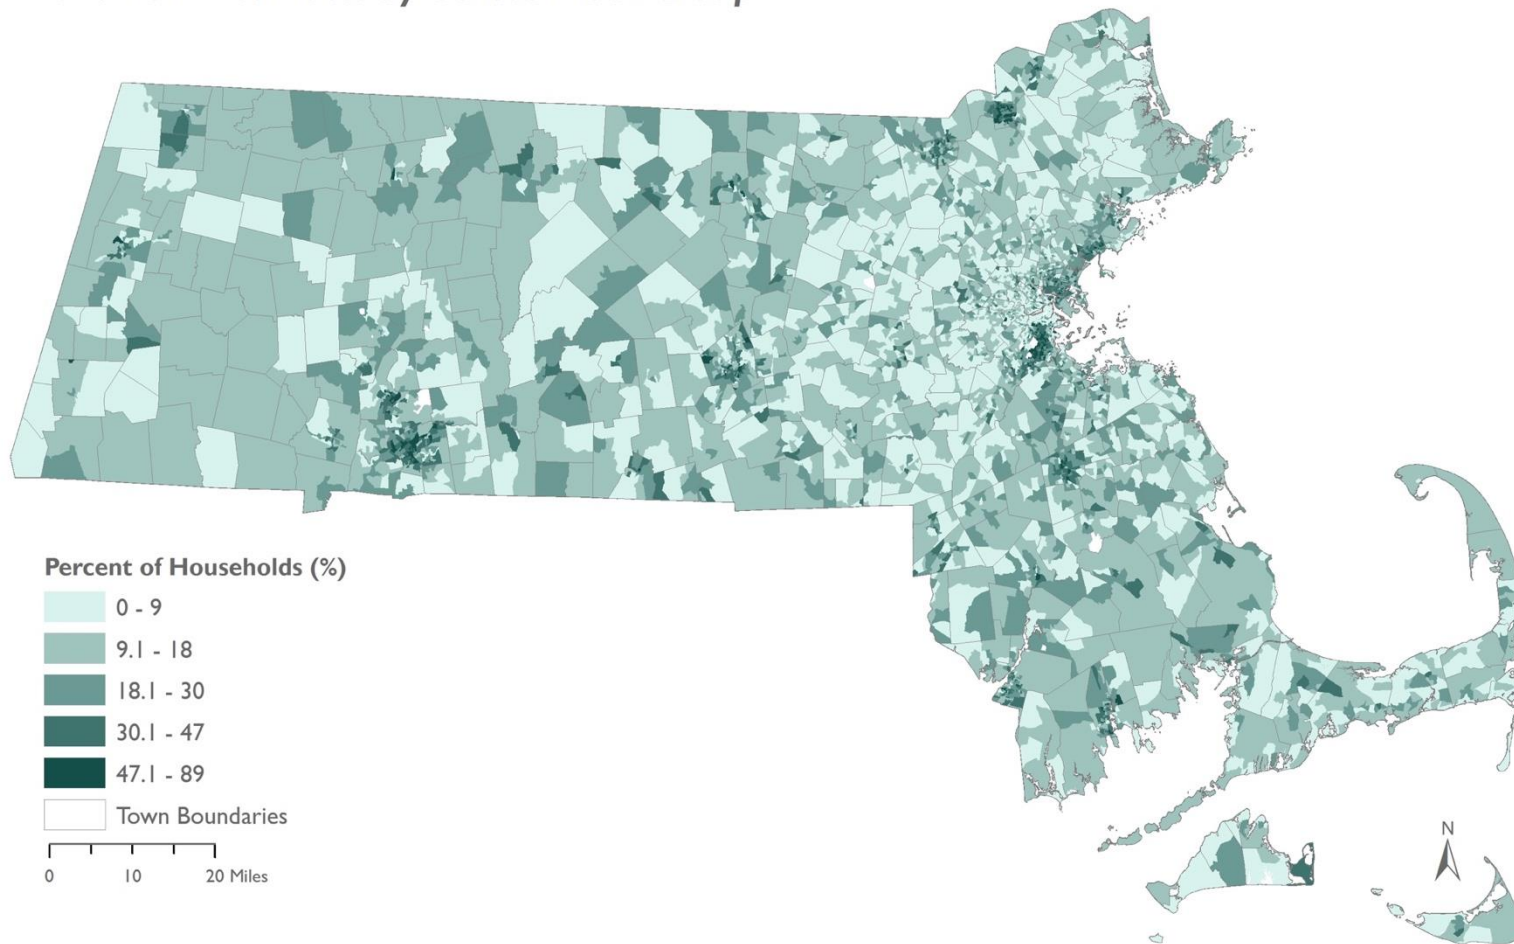 Percent of Households (%)
0 - 9
9.1 - 18
18.1 - 30
30.1 - 47
47.1 - 89
Town Boundaries
0 10 20 Miles
N